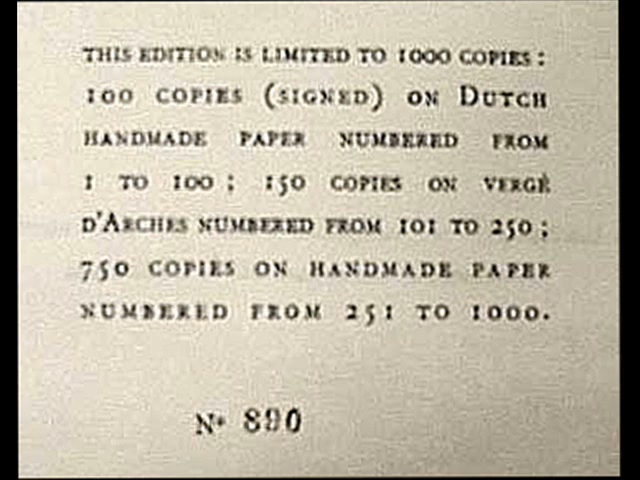 THIS EDITION IS LIMITED TO 1000 COPIES :
100 COPIES (SIGNED) ON DUTCH
HANDMADE PAPER NUMBERED FROM
1 TO 100 ; 150 COPIES ON VERGÉ
D'ARCHES NUMBERED FROM 101 TO 250 ;
750 COPIES ON HANDMADE PAPER
NUMBERED FROM 251 TO 1000.
No 890